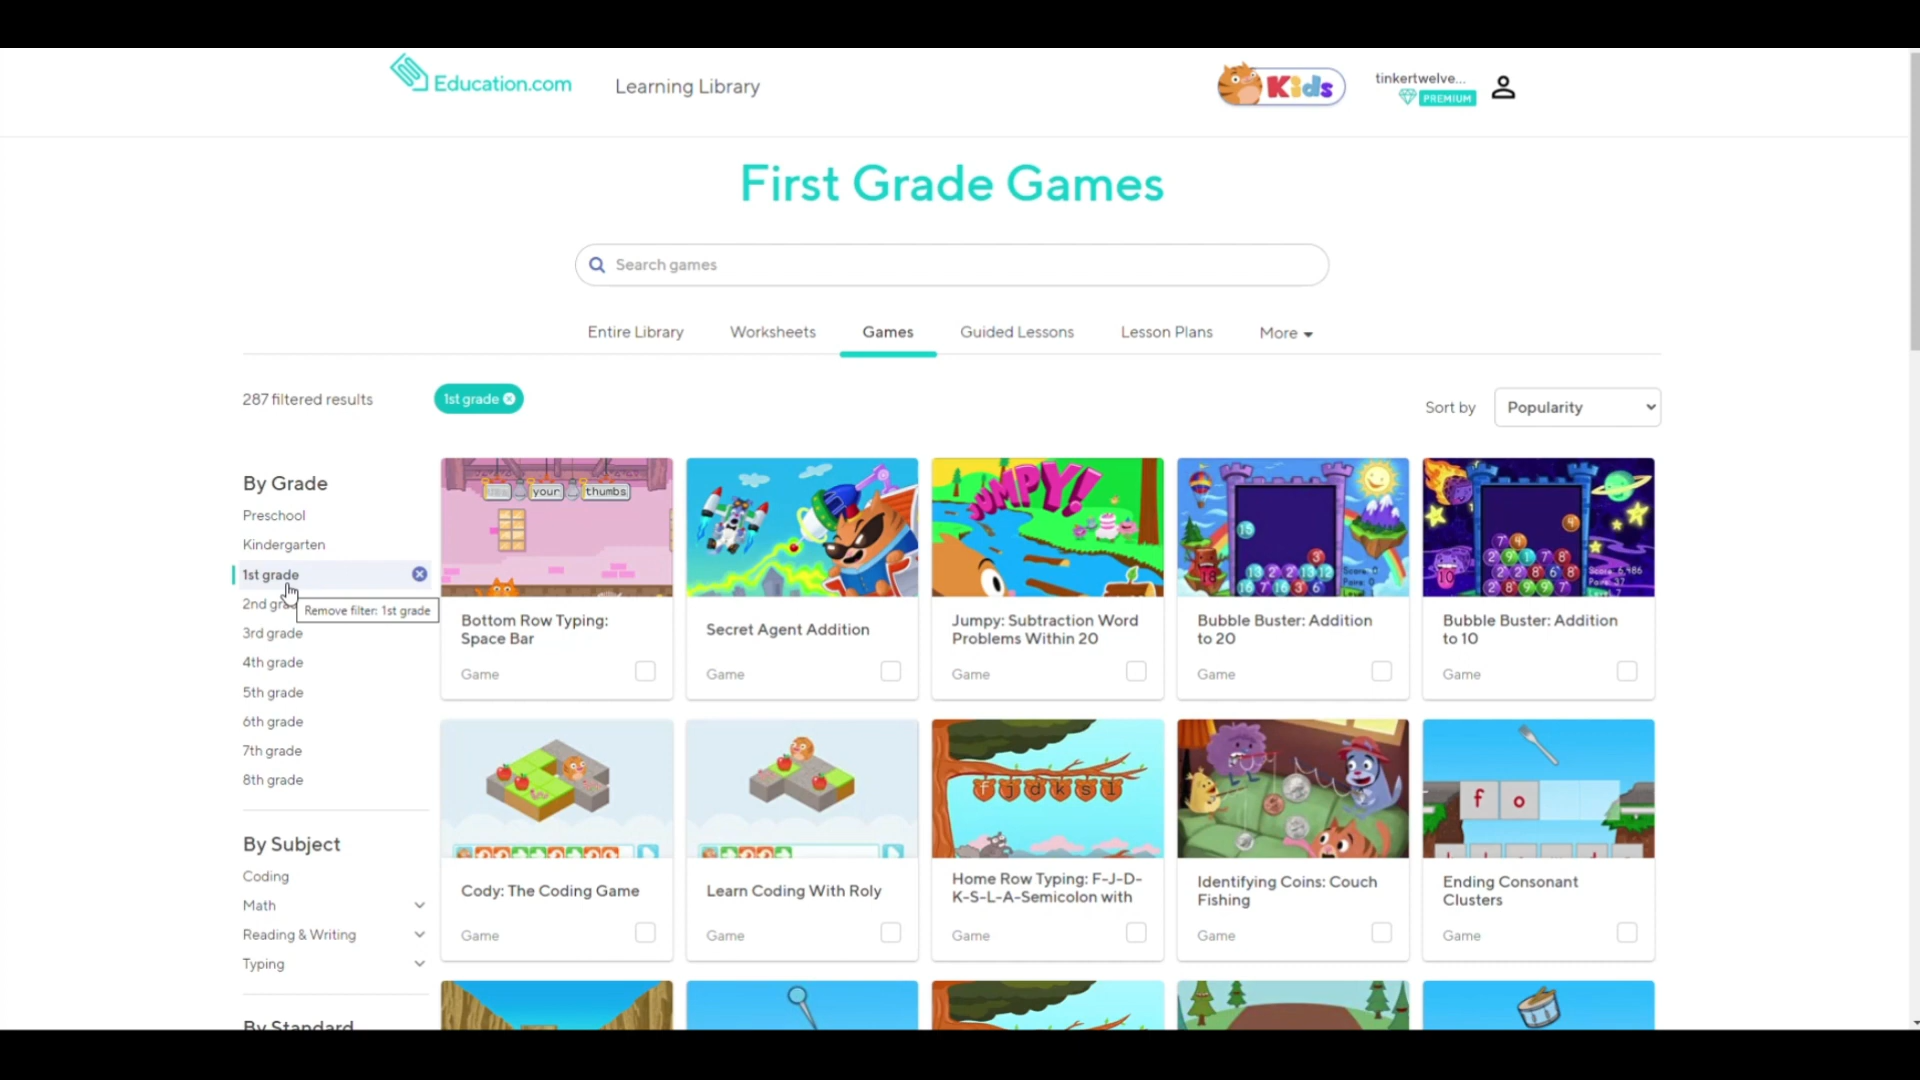 Education.com
Learning Library
Kids
tinkertwelve...
PREMIUM
First Grade Games
Search games
Entire Library
Worksheets
Games
Guided Lessons
Lesson Plans
More
287 filtered results
1st grade
Sort by
Popularity
By Grade
Preschool
Kindergarten
1st grade
2nd
Remove filter: 1st grade
3rd grade
4th grade
5th grade
6th grade
7th grade
8th grade
By Subject
Coding
Math
Reading & Writing
Typing
By Standard
your thumbs
Bottom Row Typing:
Space Bar
Game
Secret Agent Addition
Game
JUMPY!
Jumpy: Subtraction Word
Problems Within 20
Game
Bubble Buster: Addition
to 20
Game
Bubble Buster: Addition
to 10
Game
Cody: The Coding Game
Game
Learn Coding With Roly
Game
f j d k s l
Home Row Typing: F-J-D-
K-S-L-A-Semicolon with
Game
Identifying Coins: Couch
Fishing
Game
f o
Ending Consonant
Clusters
Game